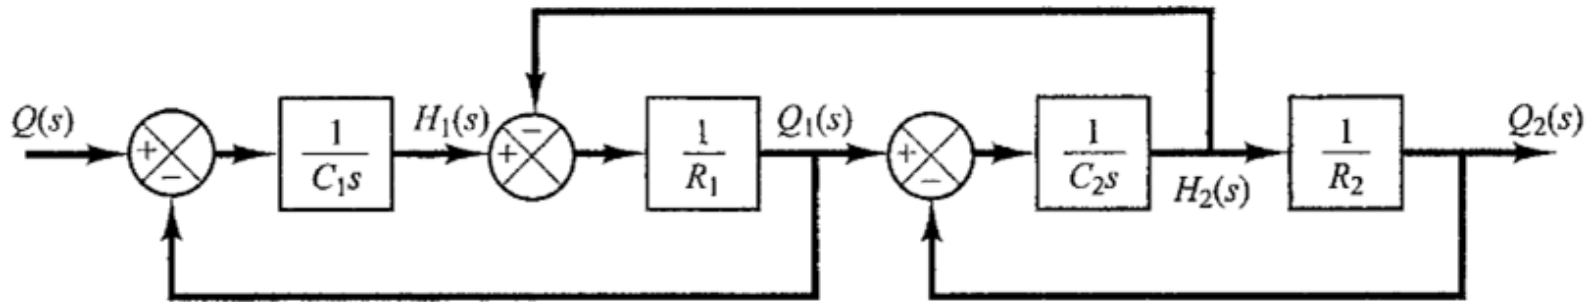 Q(s) + − 1/C₁s H₁(s) + − 1/R₁ Q₁(s) + − 1/C₂s H₂(s) 1/R₂ Q₂(s)